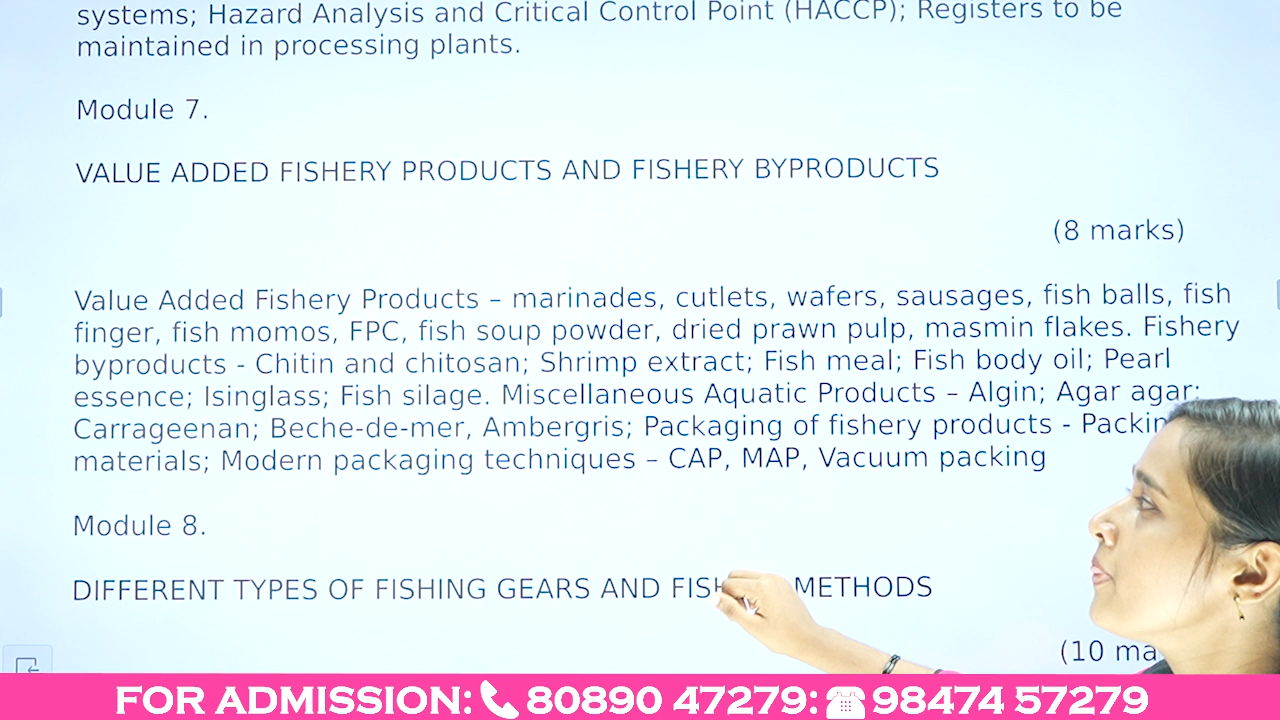 systems; Hazard Analysis and Critical Control Point (HACCP); Registers to be
maintained in processing plants.
Module 7.
VALUE ADDED FISHERY PRODUCTS AND FISHERY BYPRODUCTS
(8 marks)
Value Added Fishery Products – marinades, cutlets, wafers, sausages, fish balls, fish
finger, fish momos, FPC, fish soup powder, dried prawn pulp, masmin flakes. Fishery
byproducts - Chitin and chitosan; Shrimp extract; Fish meal; Fish body oil; Pearl
essence; Isinglass; Fish silage. Miscellaneous Aquatic Products – Algin; Agar agar;
Carrageenan; Beche-de-mer, Ambergris; Packaging of fishery products - Packin
materials; Modern packaging techniques – CAP, MAP, Vacuum packing
Module 8.
DIFFERENT TYPES OF FISHING GEARS AND FISH METHODS
(10 ma
FOR ADMISSION: 80890 47279: 98474 57279